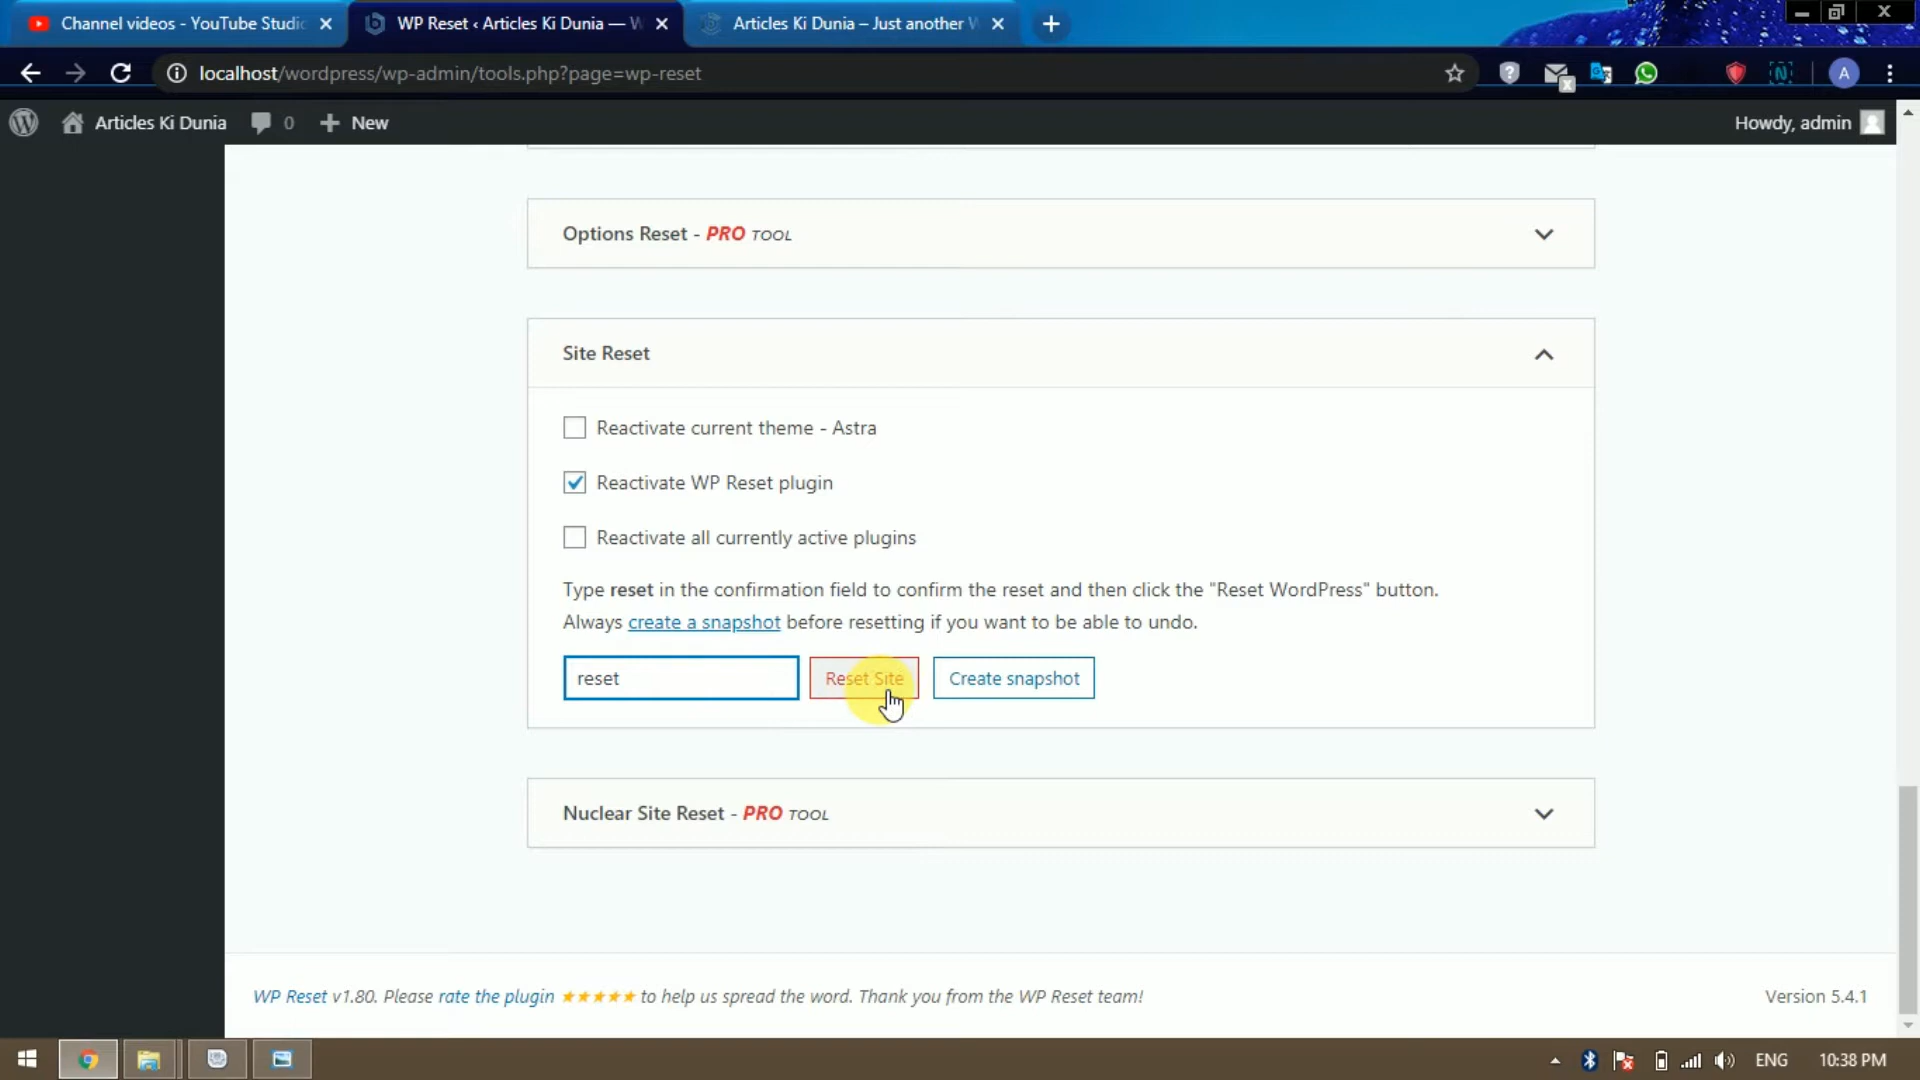 Channel videos - YouTube Studio
WP Reset ‹ Articles Ki Dunia — W
Articles Ki Dunia – Just another W
localhost/wordpress/wp-admin/tools.php?page=wp-reset
A
Articles Ki Dunia
0
New
Howdy, admin
Options Reset - PRO TOOL
Site Reset
Reactivate current theme - Astra
Reactivate WP Reset plugin
Reactivate all currently active plugins
Type reset in the confirmation field to confirm the reset and then click the "Reset WordPress" button.
Always create a snapshot before resetting if you want to be able to undo.
reset
Reset Site
Create snapshot
Nuclear Site Reset - PRO TOOL
WP Reset v1.80. Please rate the plugin ★★★★★ to help us spread the word. Thank you from the WP Reset team!
Version 5.4.1
ENG
10:38 PM